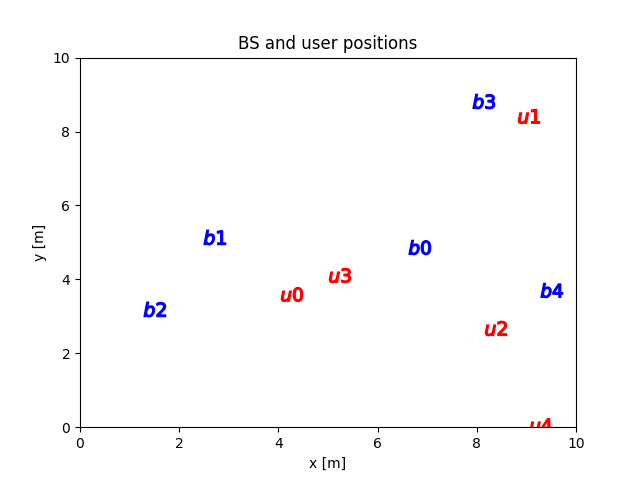 BS and user positions
10
b3
u1
8
y [m]
6
b1
b0
4
u3
b4
u0
b2
u2
2
u4
0
0 2 4 6 8 10
x [m]